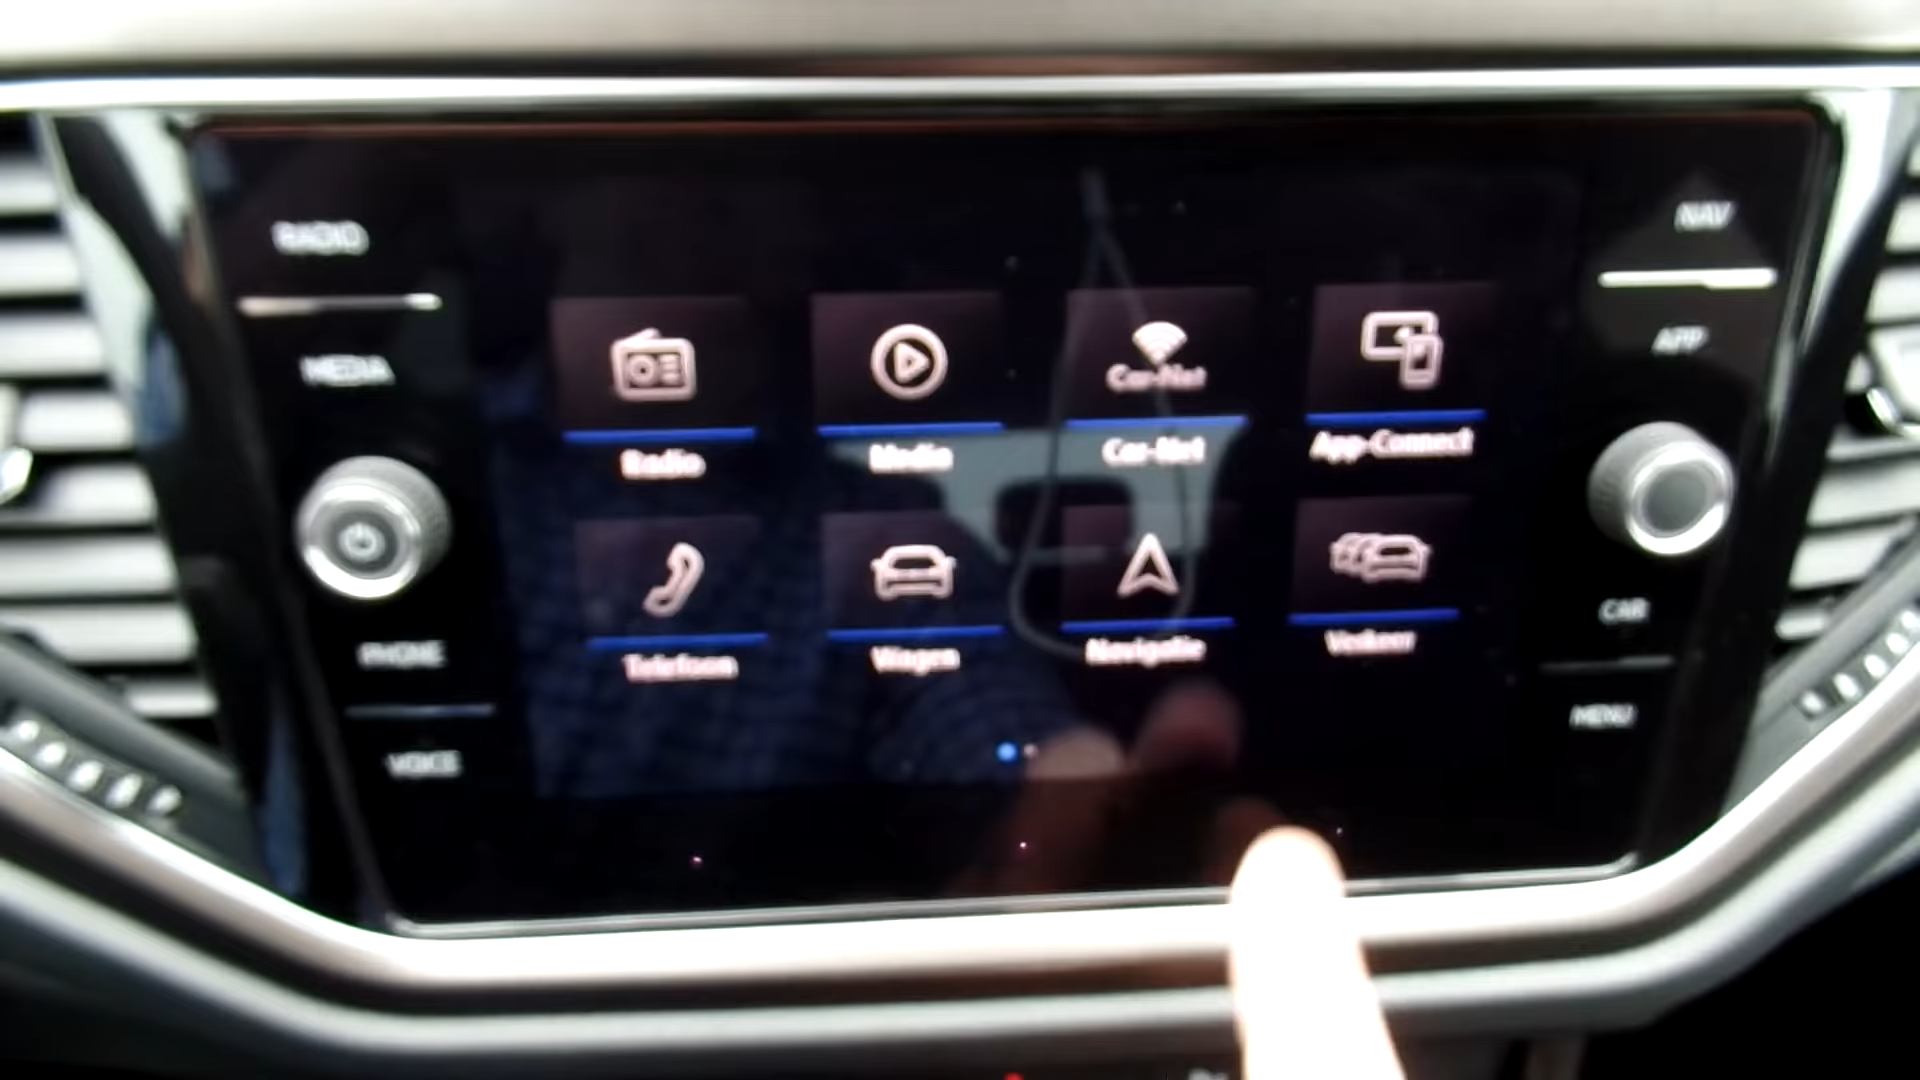 RADIO
NAV
MEDIA
APP
Car-Net
Radio
Media
Car-Net
App-Connect
PHONE
CAR
Telefoon
Wagen
Navigatie
Verkeer
VOICE
MENU